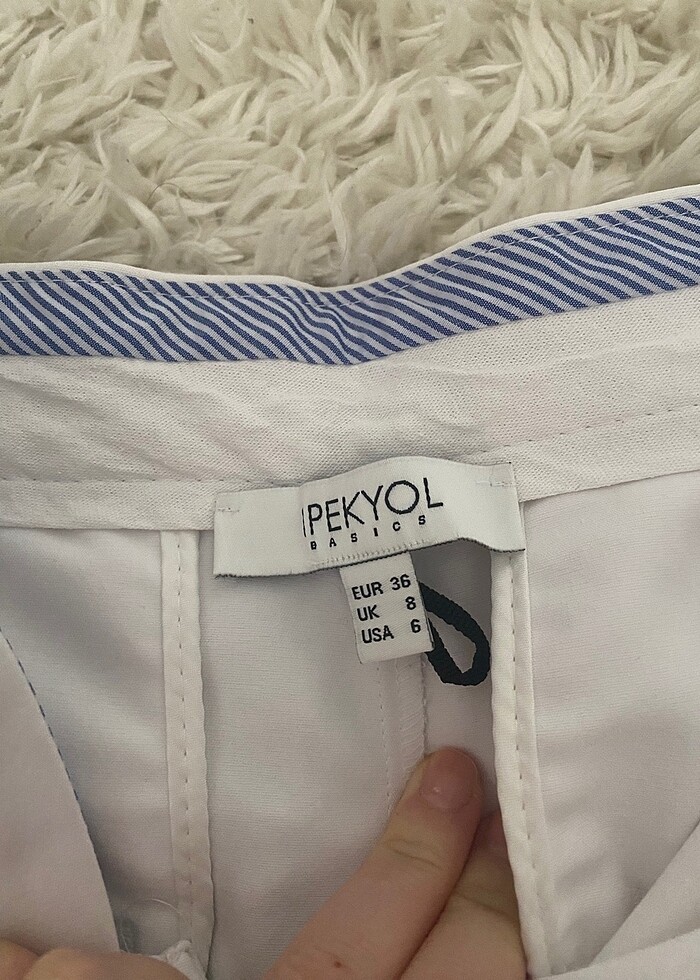 IPEKYOL
BASICS
EUR 36
UK 8
USA 6